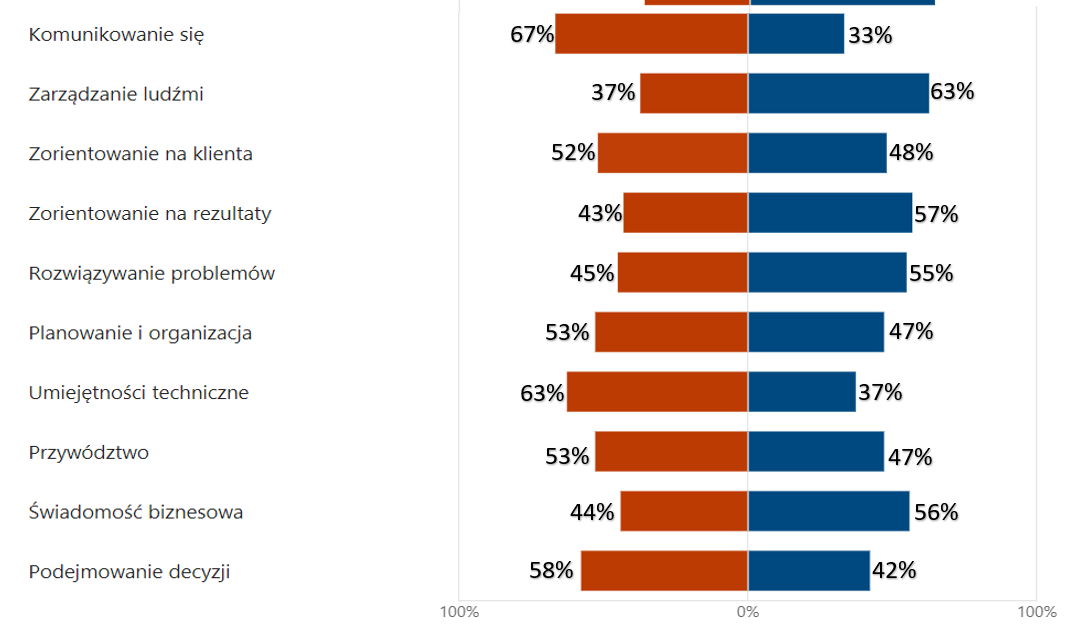 Komunikowanie się 67% 33%
Zarządzanie ludźmi 37% 63%
Zorientowanie na klienta 52% 48%
Zorientowanie na rezultaty 43% 57%
Rozwiązywanie problemów 45% 55%
Planowanie i organizacja 53% 47%
Umiejętności techniczne 63% 37%
Przywództwo 53% 47%
Świadomość biznesowa 44% 56%
Podejmowanie decyzji 58% 42%
100% 0% 100%